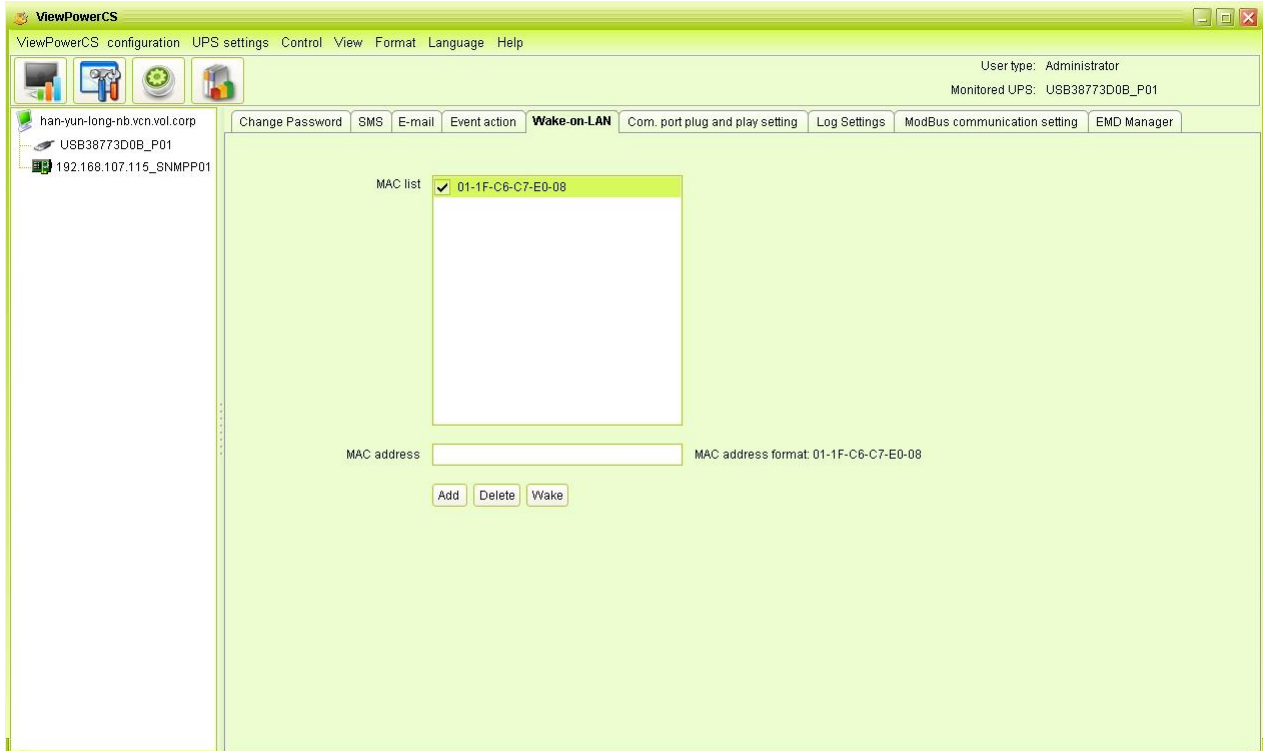 ViewPowerCS
ViewPowerCS configuration UPS settings Control View Format Language Help
User type: Administrator
Monitored UPS: USB38773D0B_P01
han-yun-long-nb.vcn.vol.corp
USB38773D0B_P01
192.168.107.115_SNMPP01
Change Password SMS E-mail Event action Wake-on-LAN Com. port plug and play setting Log Settings ModBus communication setting EMD Manager
MAC list 01-1F-C6-C7-E0-08
MAC address MAC address format: 01-1F-C6-C7-E0-08
Add Delete Wake